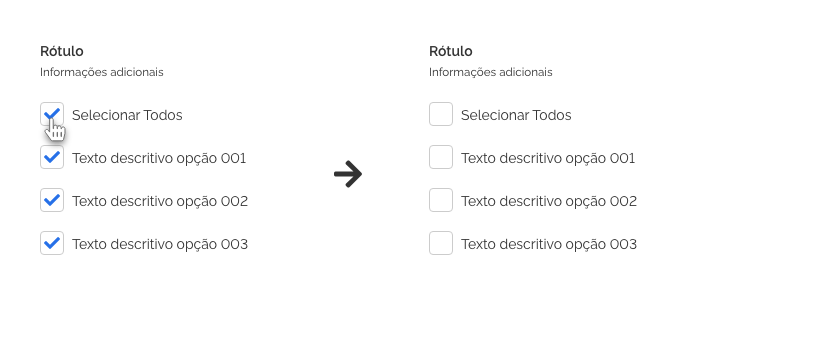 Rótulo
Informações adicionais
Selecionar Todos
Texto descritivo opção 001
Texto descritivo opção 002
Texto descritivo opção 003
Rótulo
Informações adicionais
Selecionar Todos
Texto descritivo opção 001
Texto descritivo opção 002
Texto descritivo opção 003